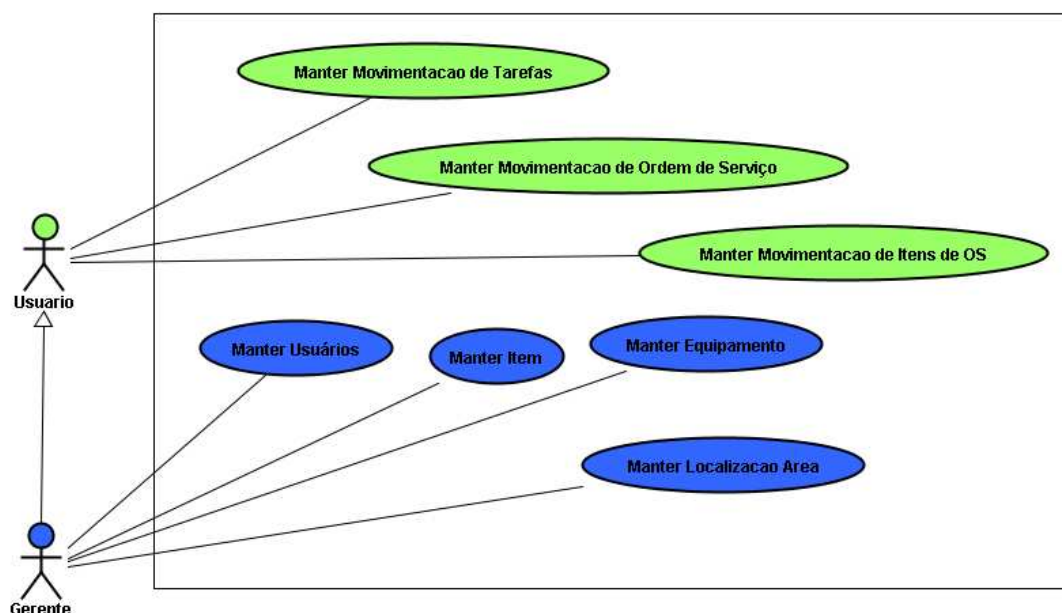 Manter Movimentacao de Tarefas
Manter Movimentacao de Ordem de Serviço
Manter Movimentacao de Itens de OS
Usuario
Manter Usuários
Manter Item
Manter Equipamento
Manter Localizacao Area
Gerente